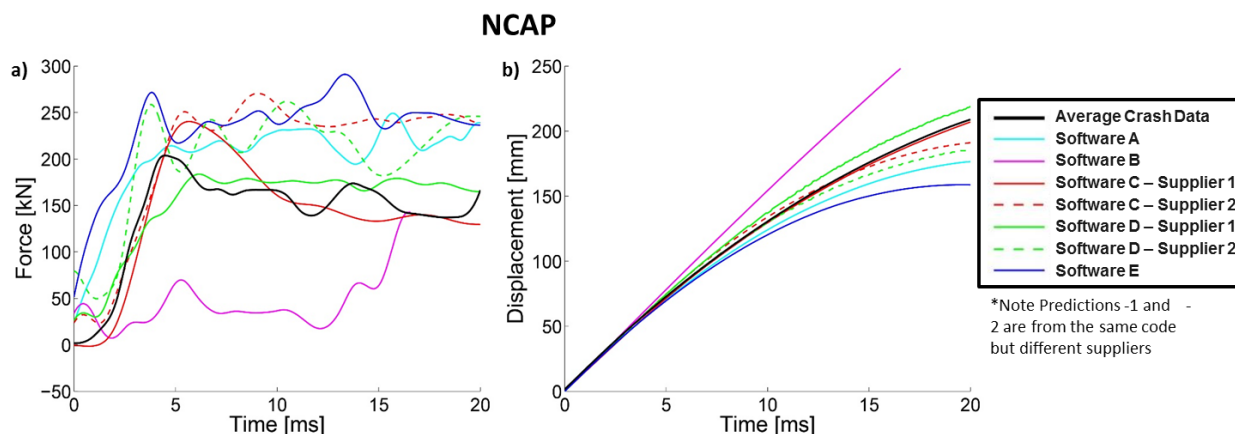 NCAP
a)
300
250
200
150
100
50
0
−50
Force [kN]
0 5 10 15 20
Time [ms]
b)
250
200
150
100
50
0
Displacement [mm]
0 5 10 15 20
Time [ms]
Average Crash Data
Software A
Software B
Software C – Supplier 1
Software C – Supplier 2
Software D – Supplier 1
Software D – Supplier 2
Software E
*Note Predictions -1 and -
2 are from the same code
but different suppliers